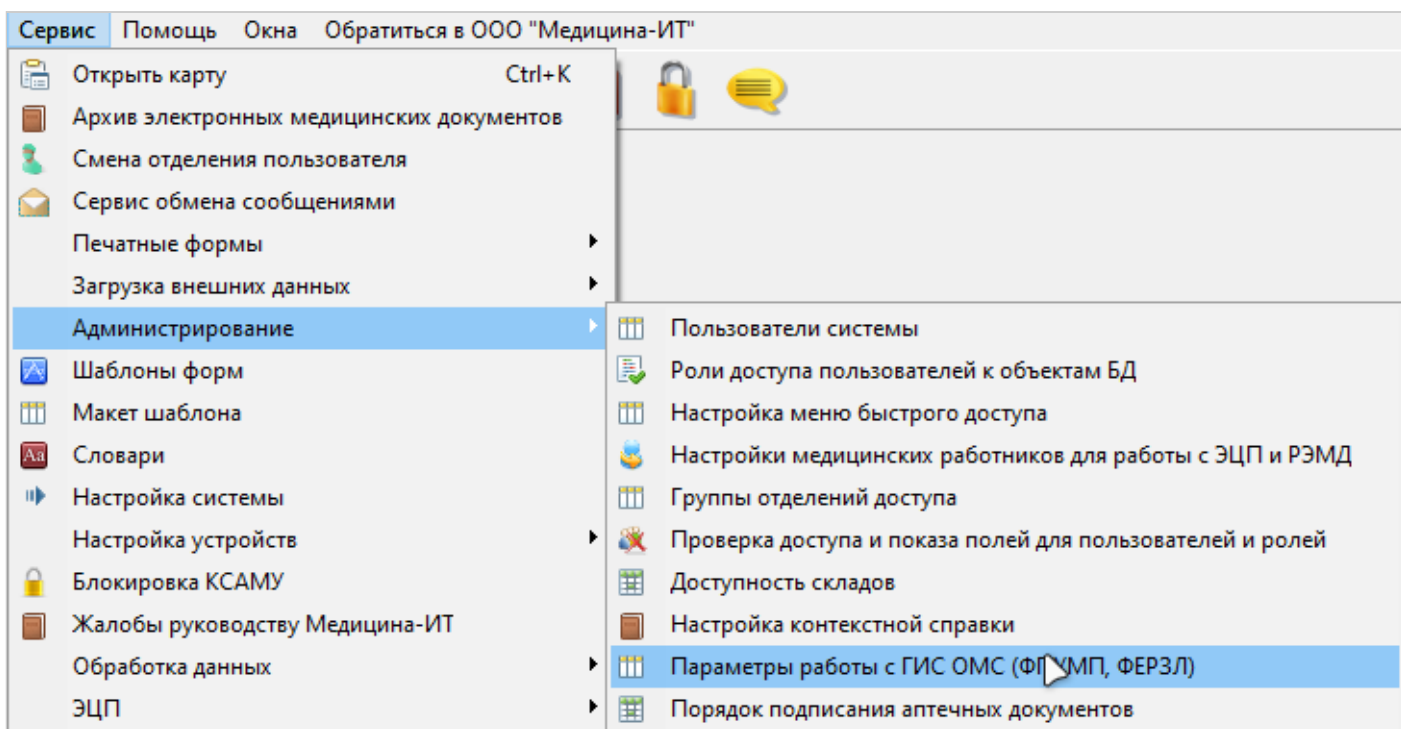 Сервис Помощь Окна Обратиться в ООО "Медицина-ИТ"
Открыть карту Ctrl+K
Архив электронных медицинских документов
Смена отделения пользователя
Сервис обмена сообщениями
Печатные формы
Загрузка внешних данных
Администрирование
Шаблоны форм
Макет шаблона
Словари
Настройка системы
Настройка устройств
Блокировка КСАМУ
Жалобы руководству Медицина-ИТ
Обработка данных
ЭЦП
Пользователи системы
Роли доступа пользователей к объектам БД
Настройка меню быстрого доступа
Настройки медицинских работников для работы с ЭЦП и РЭМД
Группы отделений доступа
Проверка доступа и показа полей для пользователей и ролей
Доступность складов
Настройка контекстной справки
Параметры работы с ГИС ОМС ФЕРЗЛ)
Порядок подписания аптечных документов